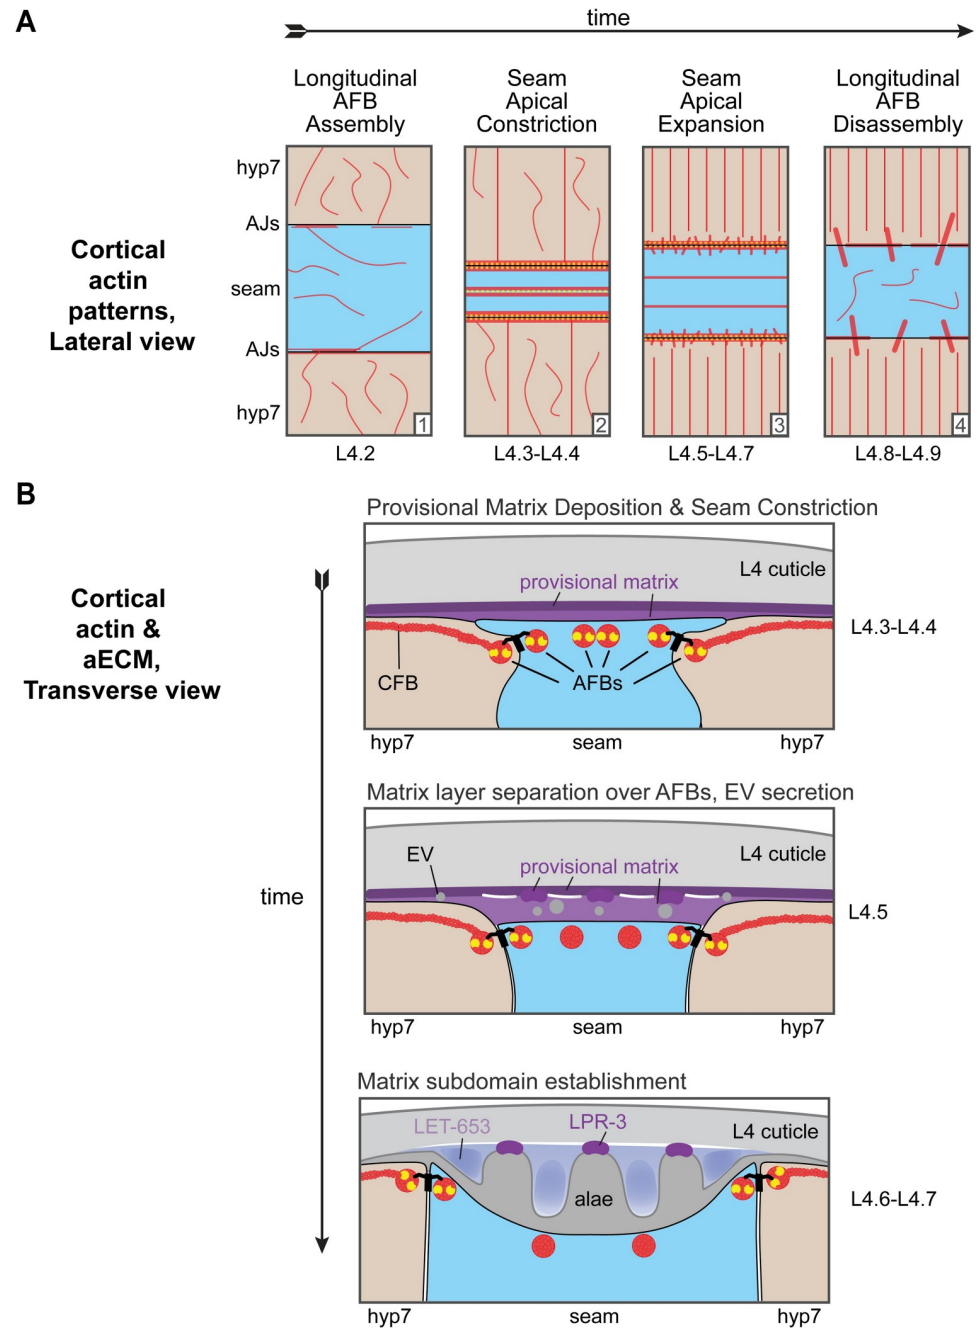 A
time
Longitudinal
AFB
Assembly
Seam
Apical
Constriction
Seam
Apical
Expansion
Longitudinal
AFB
Disassembly
Cortical
actin
patterns,
Lateral view
hyp7
AJs
seam
AJs
hyp7
1
2
3
4
L4.2
L4.3-L4.4
L4.5-L4.7
L4.8-L4.9
B
Cortical
actin &
aECM,
Transverse view
time
Provisional Matrix Deposition & Seam Constriction
L4 cuticle
provisional matrix
L4.3-L4.4
CFB
AFBs
hyp7
seam
hyp7
Matrix layer separation over AFBs, EV secretion
EV
L4 cuticle
provisional matrix
L4.5
hyp7
seam
hyp7
Matrix subdomain establishment
LET-653
LPR-3
L4 cuticle
alae
L4.6-L4.7
hyp7
seam
hyp7